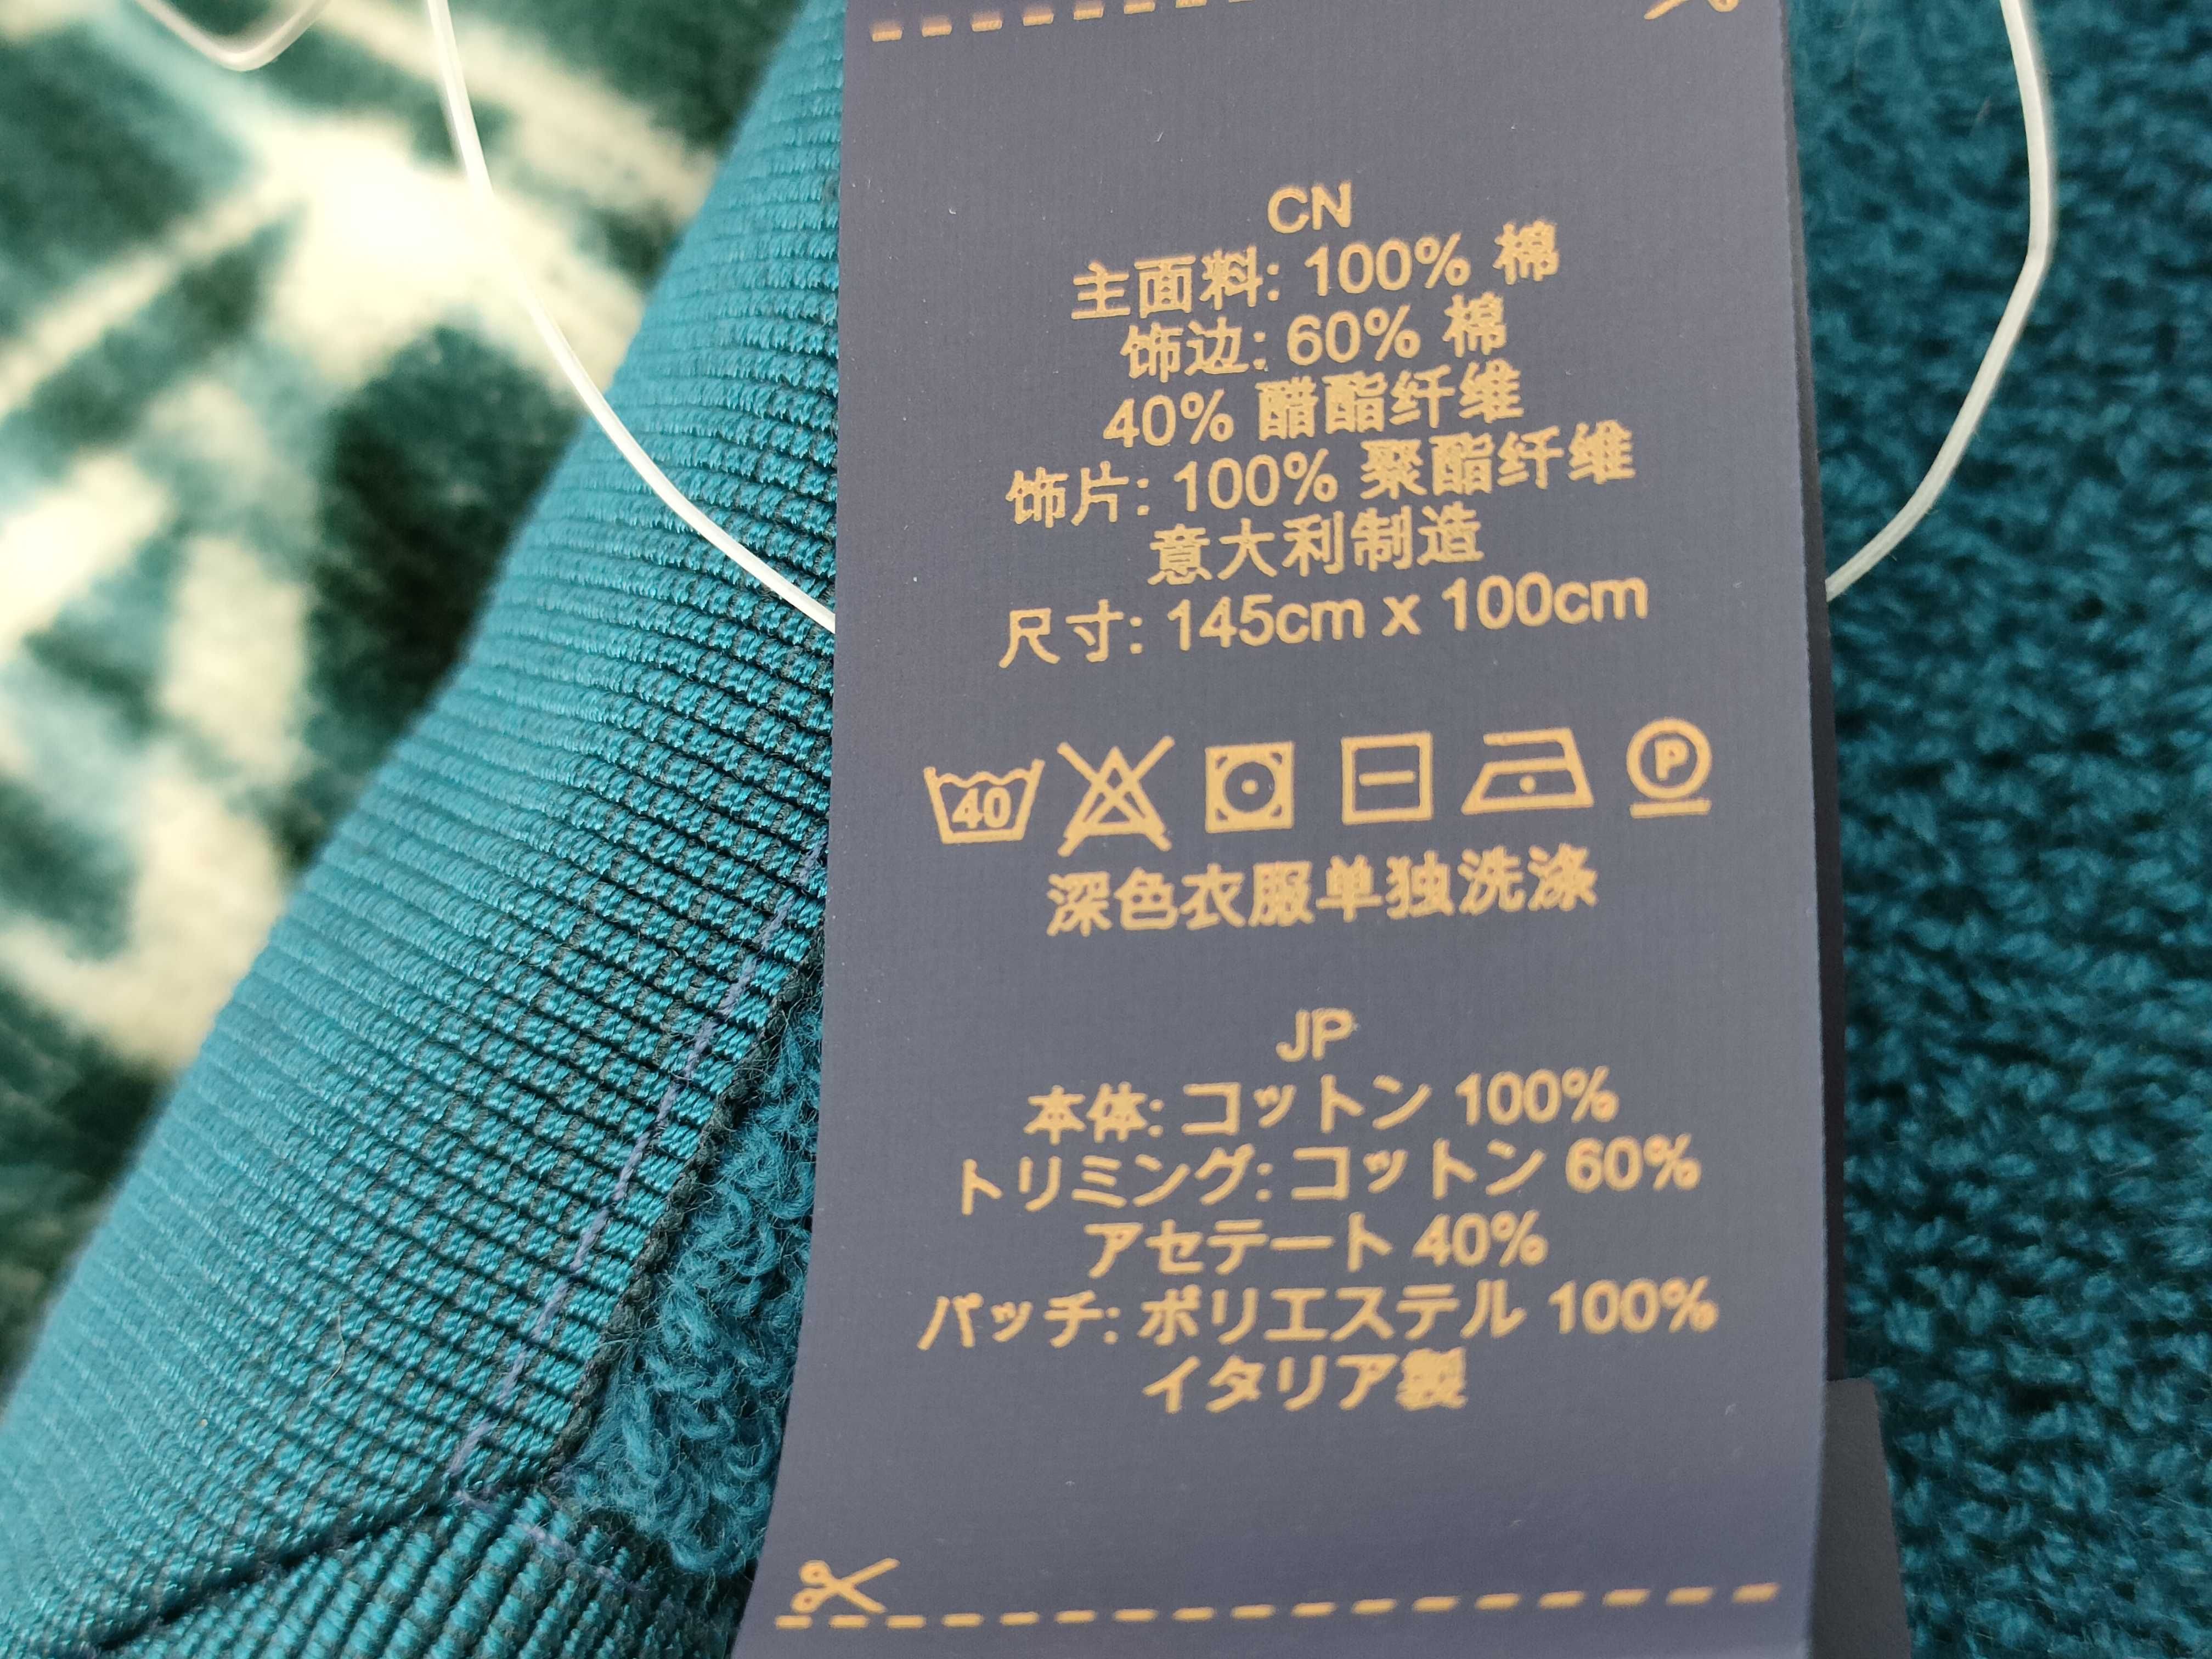 CN
主面料: 100% 棉
饰边: 60% 棉
40% 醋酯纤维
饰片: 100% 聚酯纤维
意大利制造
尺寸: 145cm x 100cm
40 P
深色衣服单独洗涤
JP
本体: コットン 100%
トリミング: コットン 60%
アセテート 40%
パッチ: ポリエステル 100%
イタリア製